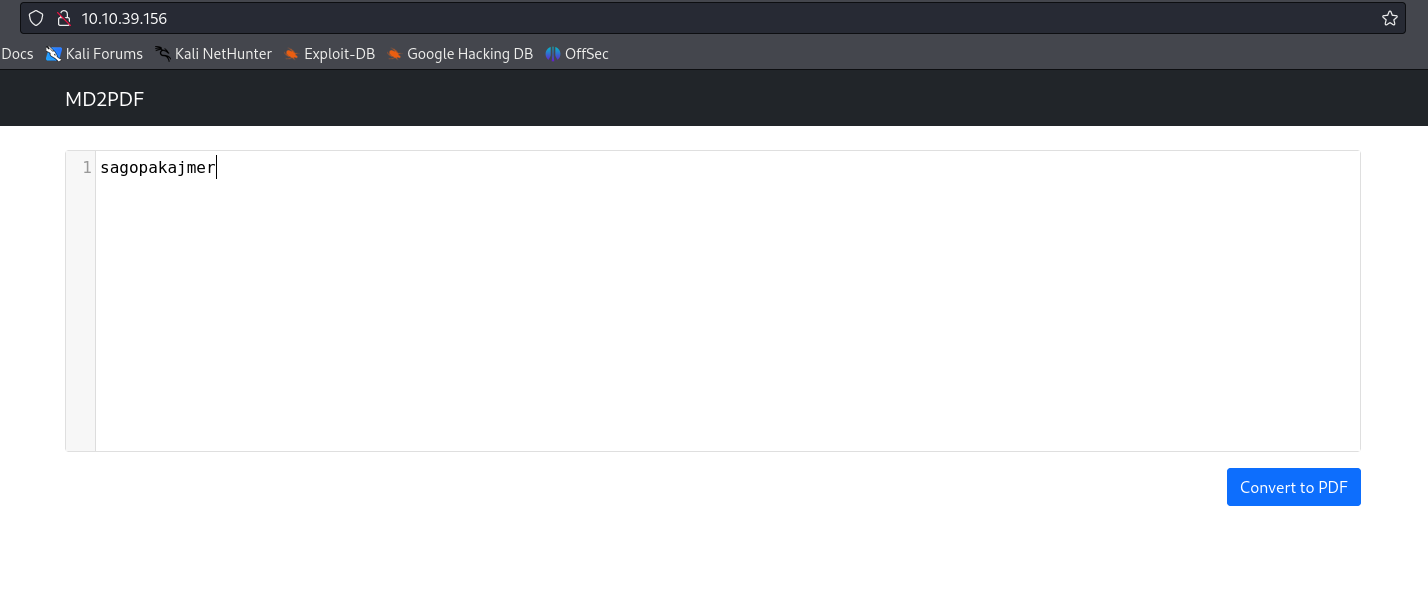 10.10.39.156
Docs Kali Forums Kali NetHunter Exploit-DB Google Hacking DB OffSec
MD2PDF
1 sagopakajmer
Convert to PDF